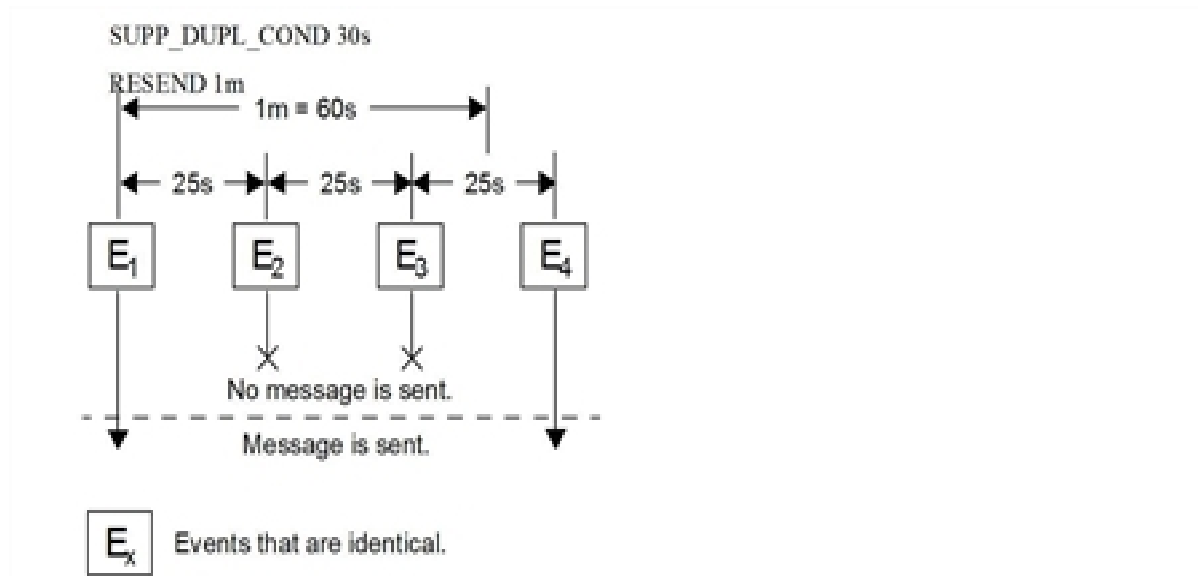 SUPP_DUPL_COND 30s
RESEND 1m
1m = 60s
25s 25s 25s
E1 E2 E3 E4
No message is sent.
Message is sent.
Ex Events that are identical.